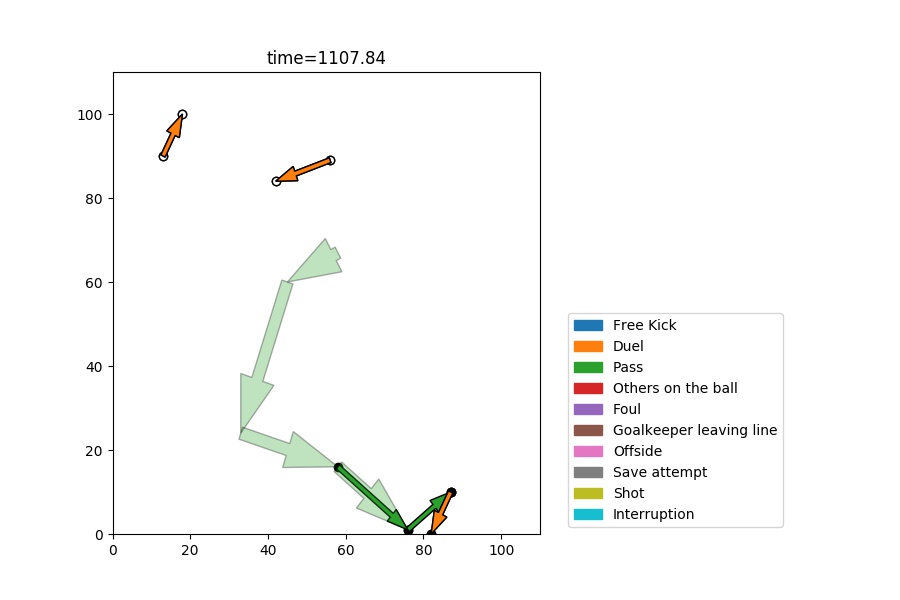 time=1107.84
100
80
60
40
20
0
0 20 40 60 80 100
Free Kick
Duel
Pass
Others on the ball
Foul
Goalkeeper leaving line
Offside
Save attempt
Shot
Interruption